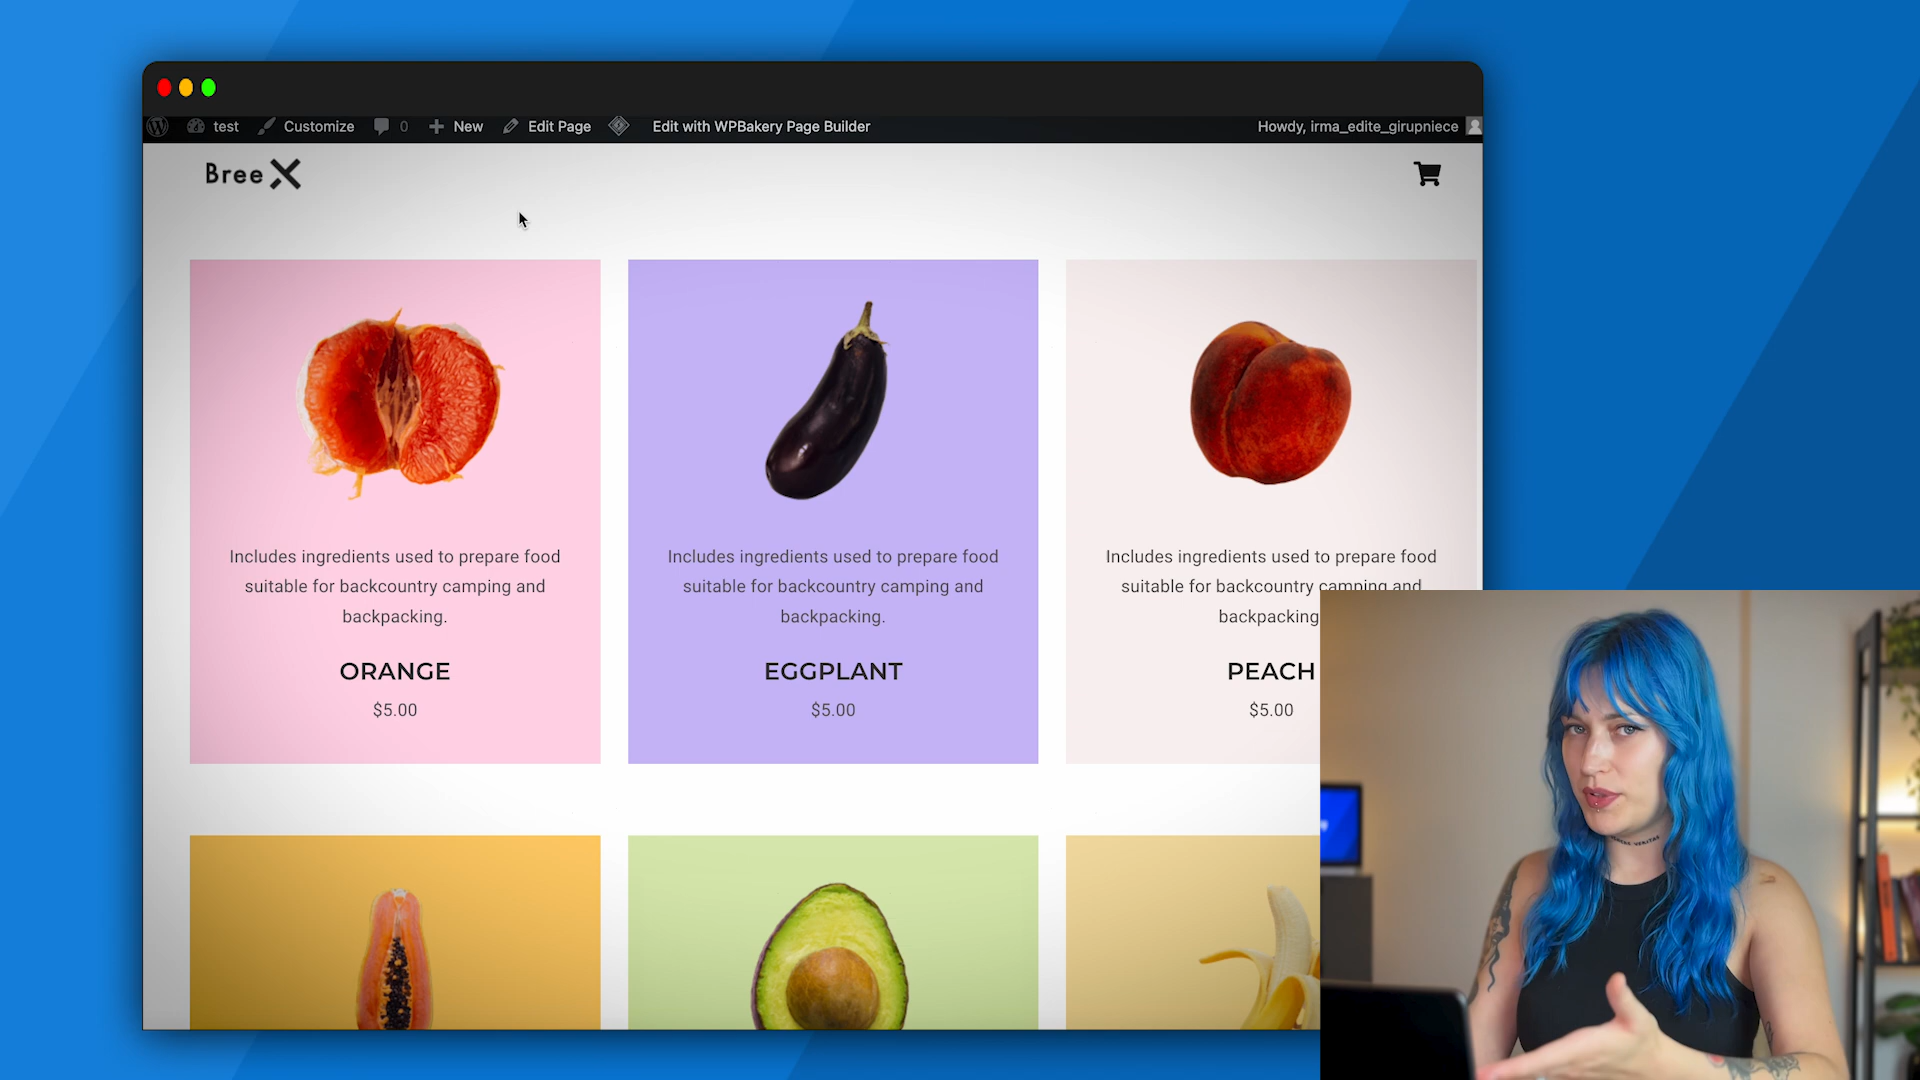 test Customize 0 New Edit Page Edit with WPBakery Page Builder Howdy, irma_edite_girupniece
Bree X
Includes ingredients used to prepare food
suitable for backcountry camping and
backpacking.
ORANGE
$5.00
Includes ingredients used to prepare food
suitable for backcountry camping and
backpacking.
EGGPLANT
$5.00
Includes ingredients used to prepare food
suitable for backcountry camping and
backpacking
PEACH
$5.00